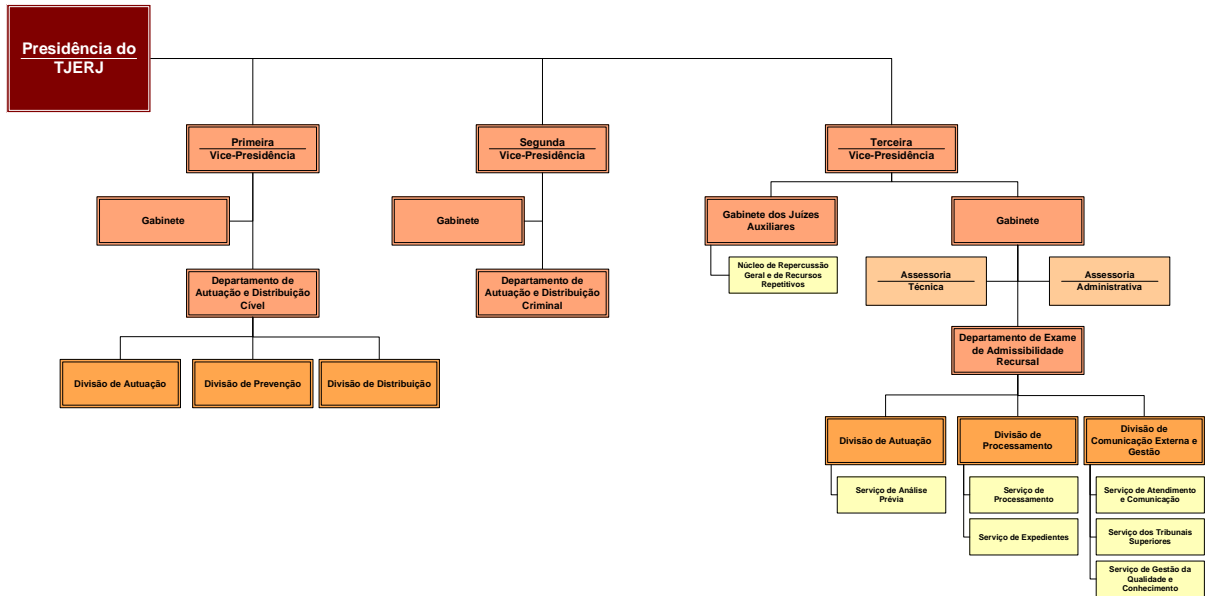 Presidência do
TJERJ
Primeira
Vice-Presidência
Segunda
Vice-Presidência
Terceira
Vice-Presidência
Gabinete
Gabinete
Gabinete dos Juízes
Auxiliares
Gabinete
Núcleo de Repercussão
Geral e de Recursos
Repetitivos
Assessoria
Técnica
Assessoria
Administrativa
Departamento de
Autuação e Distribuição
Cível
Departamento de
Autuação e Distribuição
Criminal
Departamento de Exame
de Admissibilidade
Recursal
Divisão de Autuação
Divisão de Prevenção
Divisão de Distribuição
Divisão de Autuação
Divisão de
Processamento
Divisão de
Comunicação Externa e
Gestão
Serviço de Análise
Prévia
Serviço de
Processamento
Serviço de Atendimento
e Comunicação
Serviço de Expedientes
Serviço dos Tribunais
Superiores
Serviço de Gestão da
Qualidade e
Conhecimento